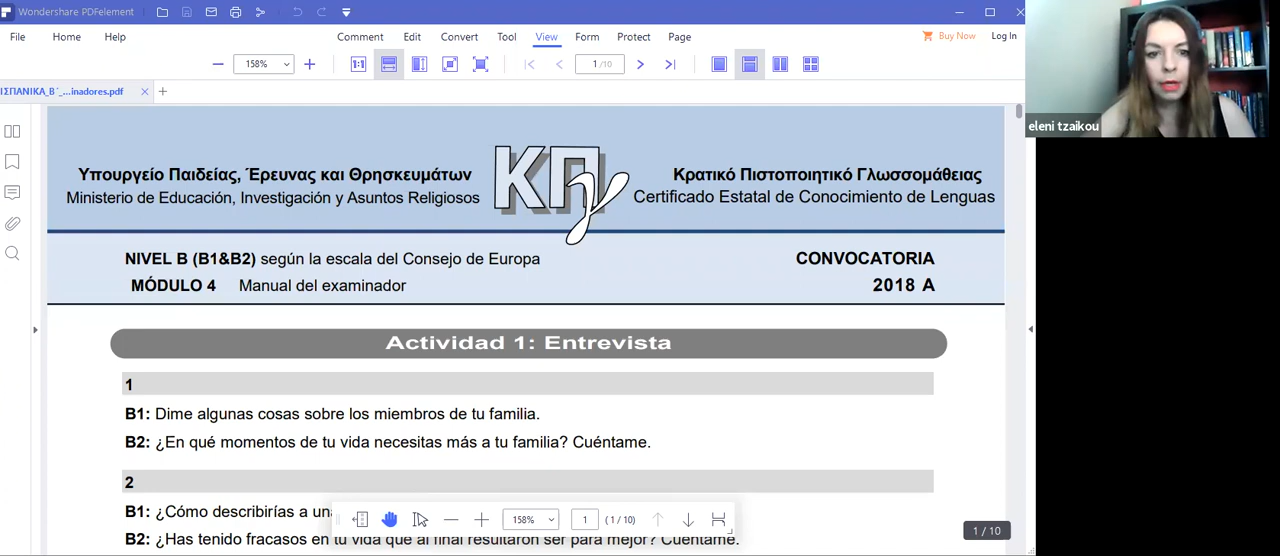 Wondershare PDFelement
File Home Help Comment Edit Convert Tool View Form Protect Page Buy Now Log In
158% 1:1 1 /10
ΙΣΠΑΝΙΚΑ_Β΄_...inadores.pdf
eleni tzaikou
Υπουργείο Παιδείας, Έρευνας και Θρησκευμάτων
Ministerio de Educación, Investigación y Asuntos Religiosos
ΚΠγ
Κρατικό Πιστοποιητικό Γλωσσομάθειας
Certificado Estatal de Conocimiento de Lenguas
NIVEL B (B1&B2) según la escala del Consejo de Europa
MÓDULO 4 Manual del examinador
CONVOCATORIA
2018 A
Actividad 1: Entrevista
1
B1: Dime algunas cosas sobre los miembros de tu familia.
B2: ¿En qué momentos de tu vida necesitas más a tu familia? Cuéntame.
2
B1: ¿Cómo describirías a una
B2: ¿Has tenido fracasos en tu vida que al final resultaron ser para mejor? Cuéntame.
158% 1 (1 / 10)
1 / 10